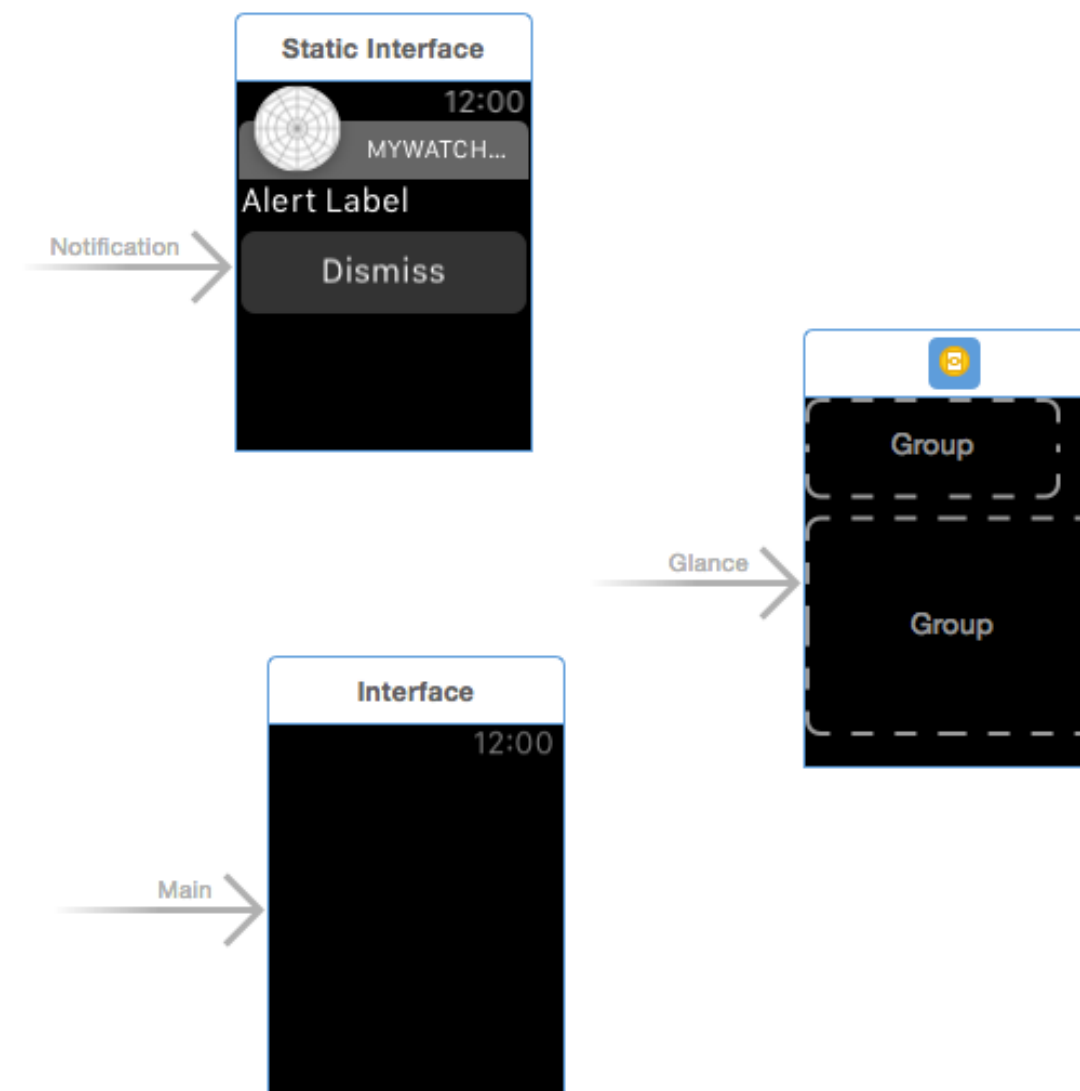 Static Interface
12:00
MYWATCH...
Alert Label
Notification
Dismiss
Group
Glance
Group
Interface
12:00
Main